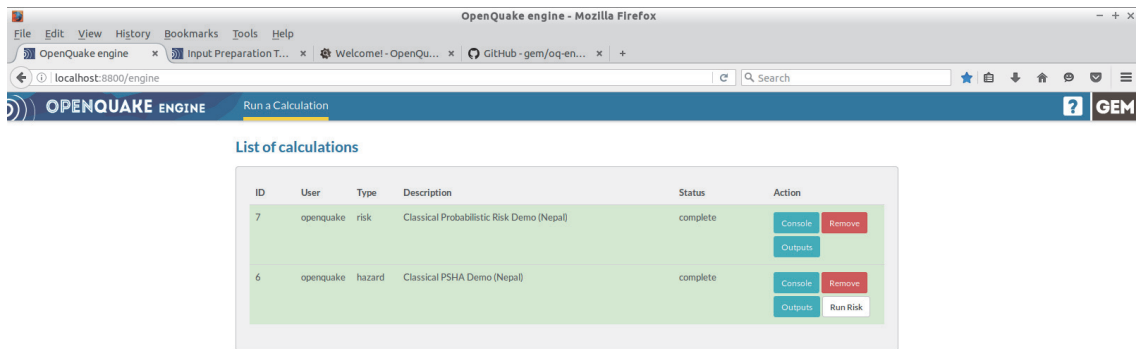 OpenQuake engine - Mozilla Firefox
File Edit View History Bookmarks Tools Help
OpenQuake engine × Input Preparation T... × Welcome! - OpenQu... × GitHub - gem/oq-en... × +
localhost:8800/engine Search
OPENQUAKE ENGINE Run a Calculation ? GEM
List of calculations
ID User Type Description Status Action
7 openquake risk Classical Probabilistic Risk Demo (Nepal) complete Console Remove
Outputs
6 openquake hazard Classical PSHA Demo (Nepal) complete Console Remove
Outputs Run Risk